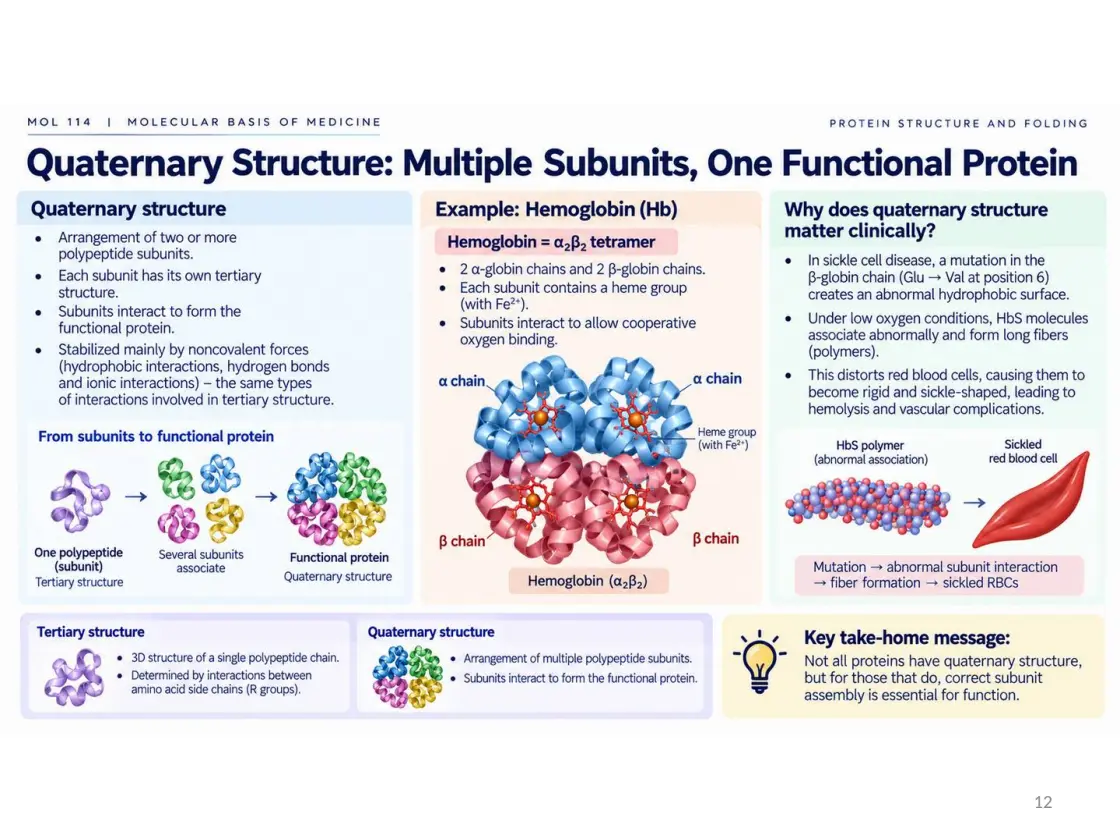 MOL 114 | MOLECULAR BASIS OF MEDICINE
PROTEIN STRUCTURE AND FOLDING
Quaternary Structure: Multiple Subunits, One Functional Protein
Quaternary structure
• Arrangement of two or more
polypeptide subunits.
• Each subunit has its own tertiary
structure.
• Subunits interact to form the
functional protein.
• Stabilized mainly by noncovalent forces
(hydrophobic interactions, hydrogen bonds
and ionic interactions) – the same types
of interactions involved in tertiary structure.
From subunits to functional protein
One polypeptide
(subunit)
Tertiary structure
→
Several subunits
associate
→
Functional protein
Quaternary structure
Example: Hemoglobin (Hb)
Hemoglobin = α₂β₂ tetramer
• 2 α-globin chains and 2 β-globin chains.
• Each subunit contains a heme group
(with Fe²⁺).
• Subunits interact to allow cooperative
oxygen binding.
α chain
α chain
Heme group
(with Fe²⁺)
β chain
β chain
Hemoglobin (α₂β₂)
Why does quaternary structure
matter clinically?
• In sickle cell disease, a mutation in the
β-globin chain (Glu → Val at position 6)
creates an abnormal hydrophobic surface.
• Under low oxygen conditions, HbS molecules
associate abnormally and form long fibers
(polymers).
• This distorts red blood cells, causing them to
become rigid and sickle-shaped, leading to
hemolysis and vascular complications.
HbS polymer
(abnormal association)
→
Sickled
red blood cell
Mutation → abnormal subunit interaction
→ fiber formation → sickled RBCs
Tertiary structure
• 3D structure of a single polypeptide chain.
• Determined by interactions between
amino acid side chains (R groups).
Quaternary structure
• Arrangement of multiple polypeptide subunits.
• Subunits interact to form the functional protein.
Key take-home message:
Not all proteins have quaternary structure,
but for those that do, correct subunit
assembly is essential for function.
12